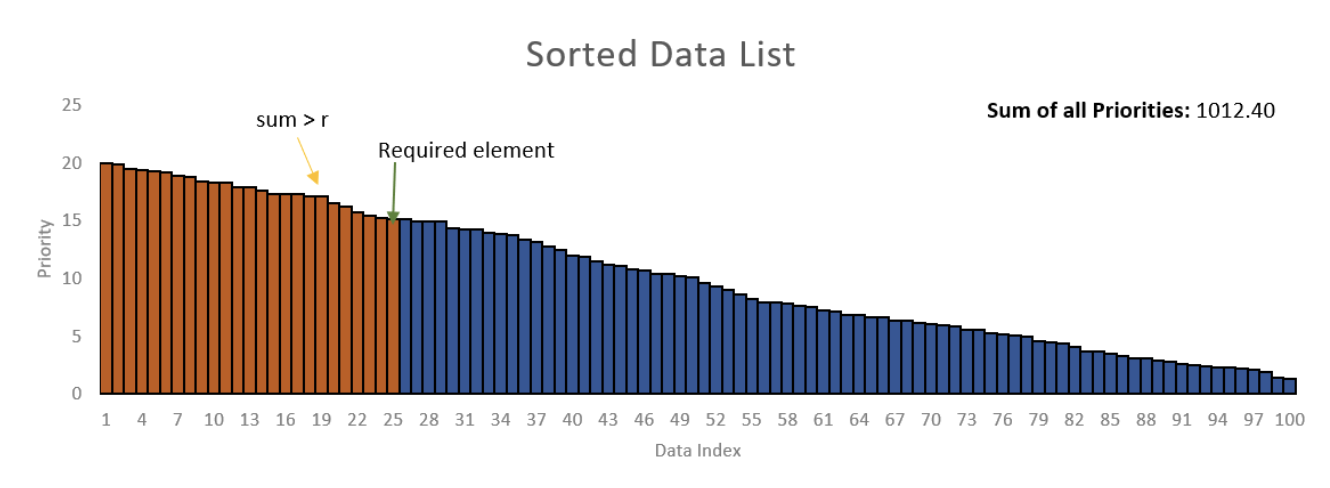 Sorted Data List
Sum of all Priorities: 1012.40
sum > r
Required element
Priority
25
20
15
10
5
0
1 4 7 10 13 16 19 22 25 28 31 34 37 40 43 46 49 52 55 58 61 64 67 70 73 76 79 82 85 88 91 94 97 100
Data Index